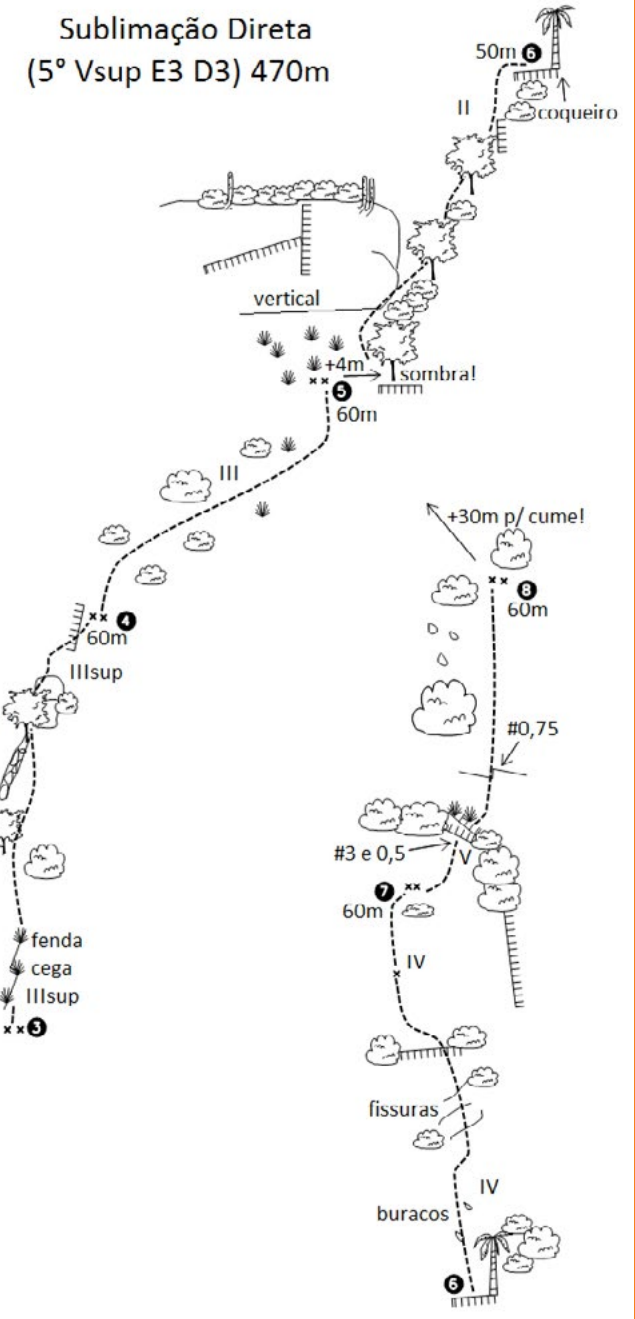 Sublimação Direta
(5° Vsup E3 D3) 470m
50m 6
coqueiro
II
vertical
+4m
sombra!
5
60m
III
+30m p/ cume!
8
60m
4
60m
IIIsup
#0,75
#3 e 0,5
V
7
60m
fenda
cega
IV
IIIsup
3
fissuras
IV
buracos
6